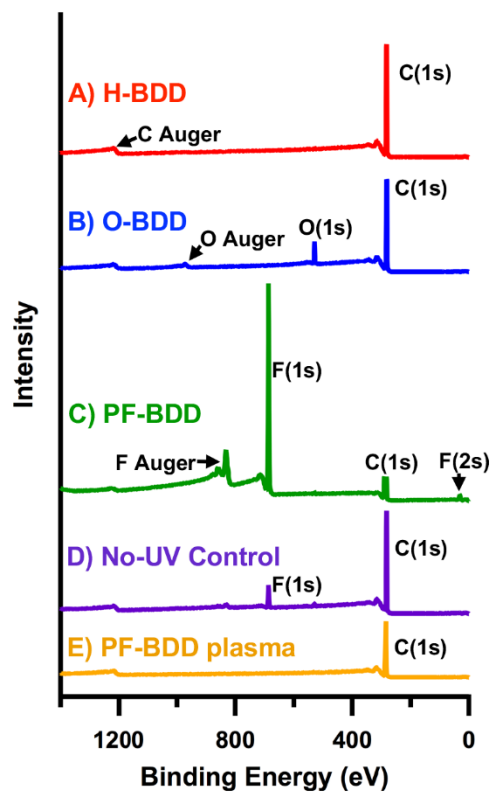 A) H-BDD
C(1s)
C Auger
B) O-BDD
C(1s)
O(1s)
O Auger
F(1s)
C) PF-BDD
F Auger
C(1s)
F(2s)
D) No-UV Control
C(1s)
F(1s)
E) PF-BDD plasma
C(1s)
Intensity
1200
800
400
0
Binding Energy (eV)